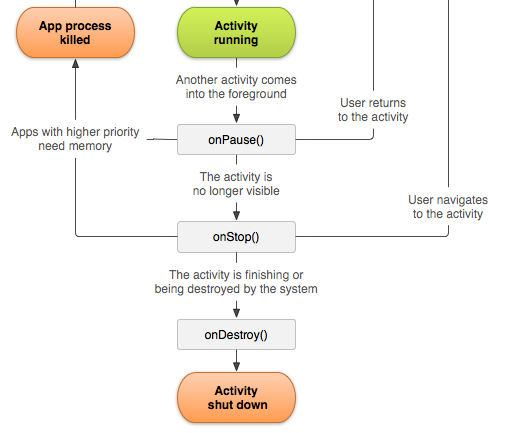 App process
killed
Activity
running
Another activity comes
into the foreground
User returns
to the activity
Apps with higher priority
need memory
onPause()
The activity is
no longer visible
User navigates
to the activity
onStop()
The activity is finishing or
being destroyed by the system
onDestroy()
Activity
shut down